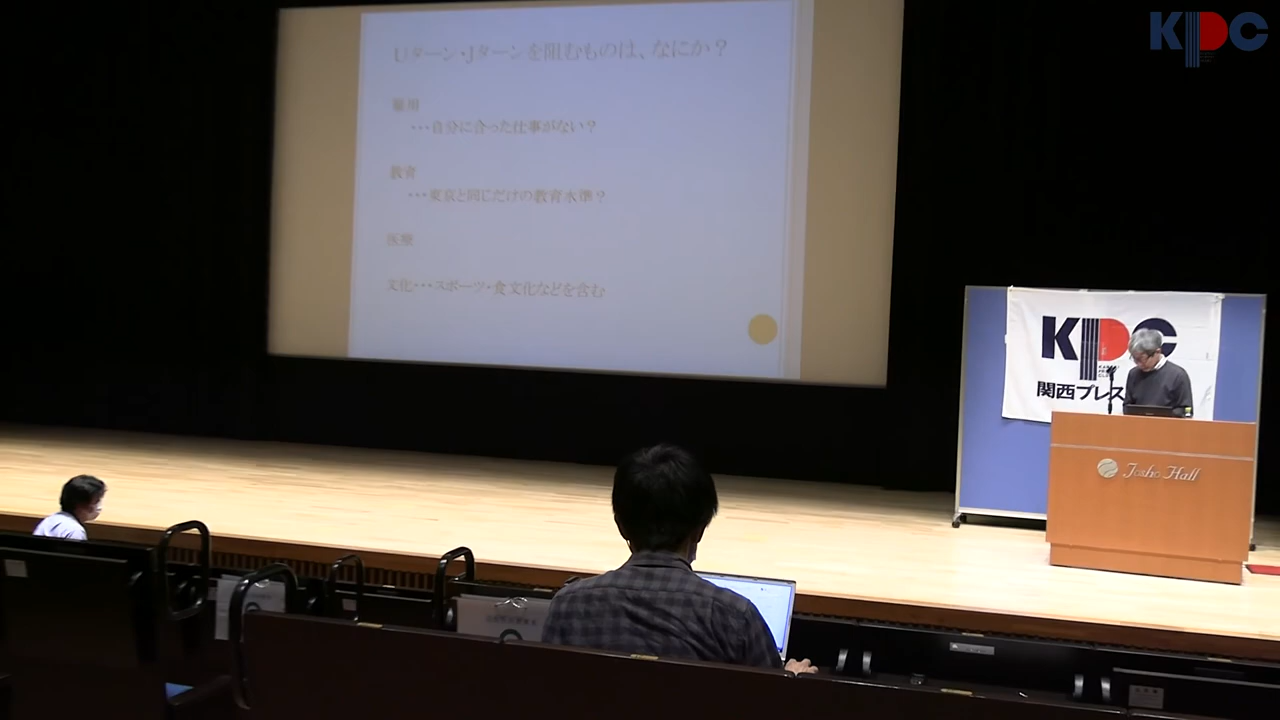 KPC
Uターン・Jターンを阻むものは、なにか？
雇用
・・・自分に合った仕事がない？
教育
・・・東京と同じだけの教育水準？
医療
文化・・・スポーツ・食文化などを含む
KPC
関西プレス
Josho Hall